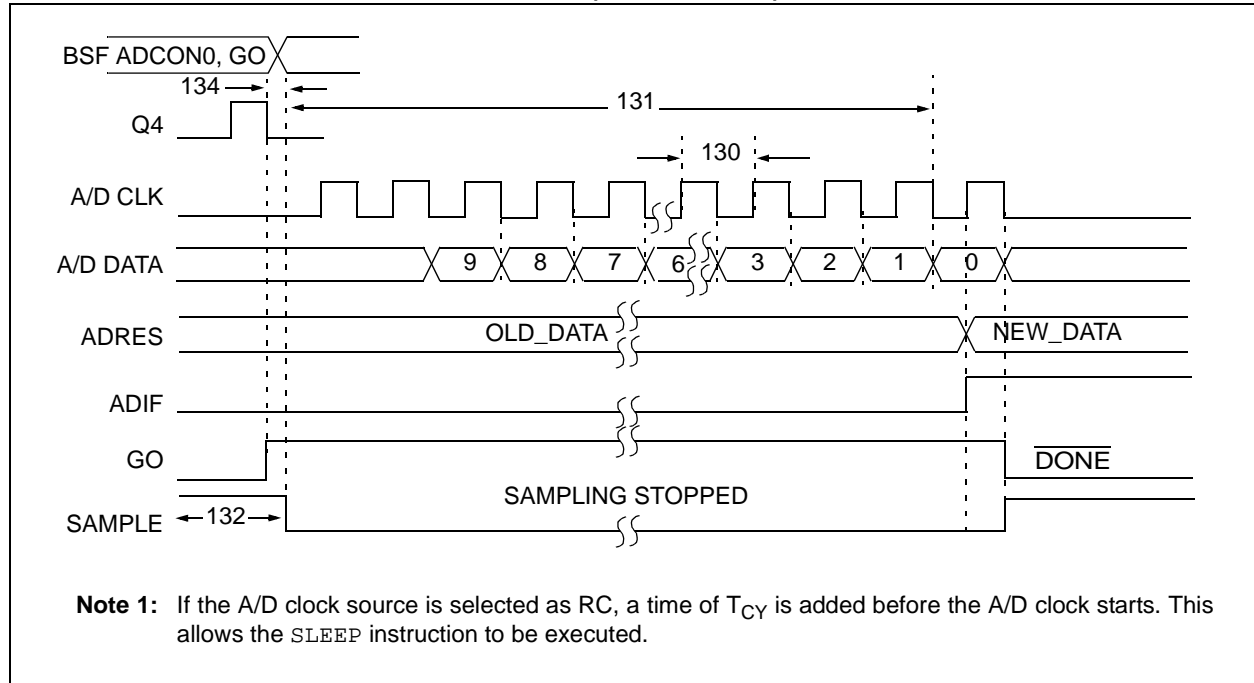 BSF ADCON0, GO
134
131
Q4
130
A/D CLK
A/D DATA 9 8 7 6 3 2 1 0
ADRES OLD_DATA NEW_DATA
ADIF
GO DONE
SAMPLING STOPPED
SAMPLE 132
Note 1: If the A/D clock source is selected as RC, a time of TCY is added before the A/D clock starts. This
allows the SLEEP instruction to be executed.